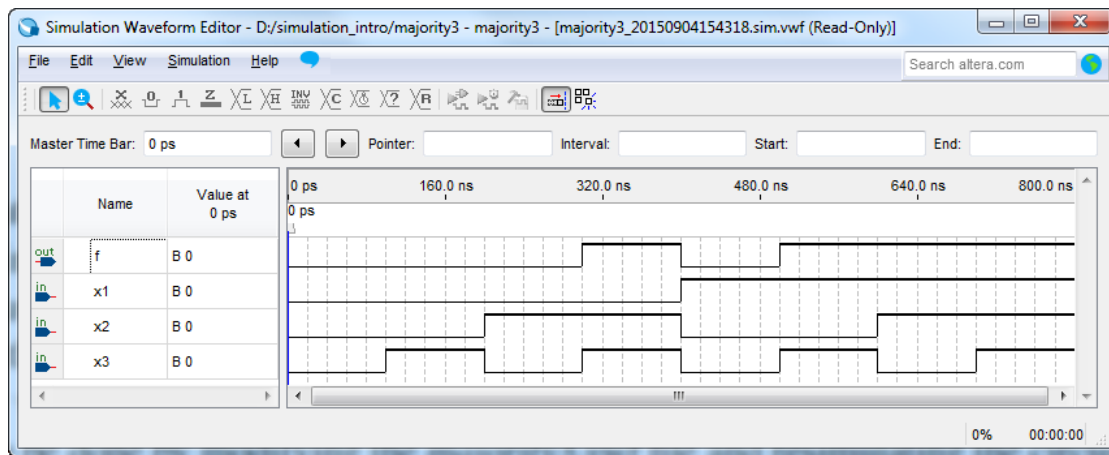 Simulation Waveform Editor - D:/simulation_intro/majority3 - majority3 - [majority3_20150904154318.sim.vwf (Read-Only)]
File Edit View Simulation Help
Search altera.com
Master Time Bar: 0 ps Pointer: Interval: Start: End:
Name Value at 0 ps
0 ps 160.0 ns 320.0 ns 480.0 ns 640.0 ns 800.0 ns
0 ps
out f B 0
in x1 B 0
in x2 B 0
in x3 B 0
0% 00:00:00